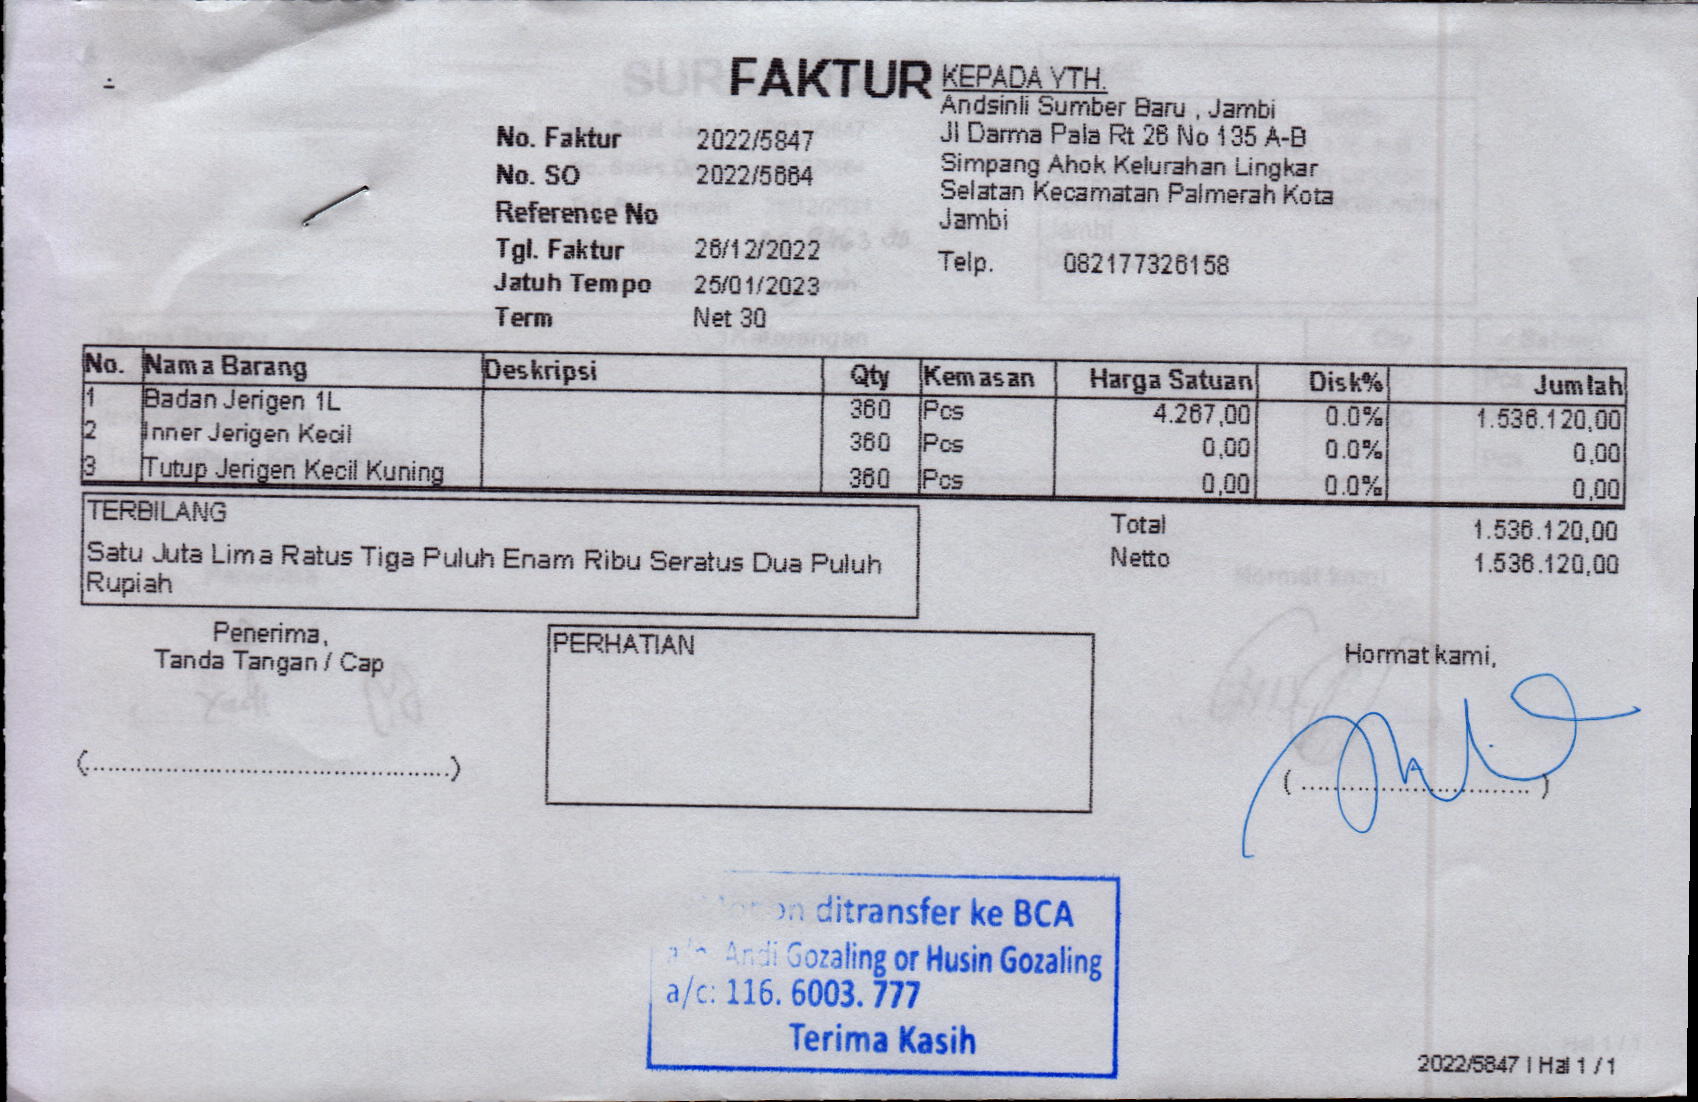 FAKTUR
No. Faktur 2022/5847
No. SO 2022/5664
Reference No
Tgl. Faktur 26/12/2022
Jatuh Tempo 25/01/2023
Term Net 30
KEPADA YTH.
Andsinli Sumber Baru , Jambi
Jl Darma Pala Rt 26 No 135 A-B
Simpang Ahok Kelurahan Lingkar
Selatan Kecamatan Palmerah Kota
Jambi
Telp. 082177326158
No. Nama Barang Deskripsi Qty Kemasan Harga Satuan Disk% Jumlah
1 Badan Jerigen 1L 360 Pcs 4.267,00 0.0% 1.536.120,00
2 Inner Jerigen Kecil 360 Pcs 0,00 0.0% 0,00
3 Tutup Jerigen Kecil Kuning 360 Pcs 0,00 0.0% 0,00
TERBILANG
Satu Juta Lima Ratus Tiga Puluh Enam Ribu Seratus Dua Puluh
Rupiah
Total 1.536.120,00
Netto 1.536.120,00
Penerima,
Tanda Tangan / Cap
(................................................)
PERHATIAN
Hormat kami,
(..............................)
ditransfer ke BCA
Andi Gozaling or Husin Gozaling
a/c: 116. 6003. 777
Terima Kasih
2022/5847 | Hal 1 / 1